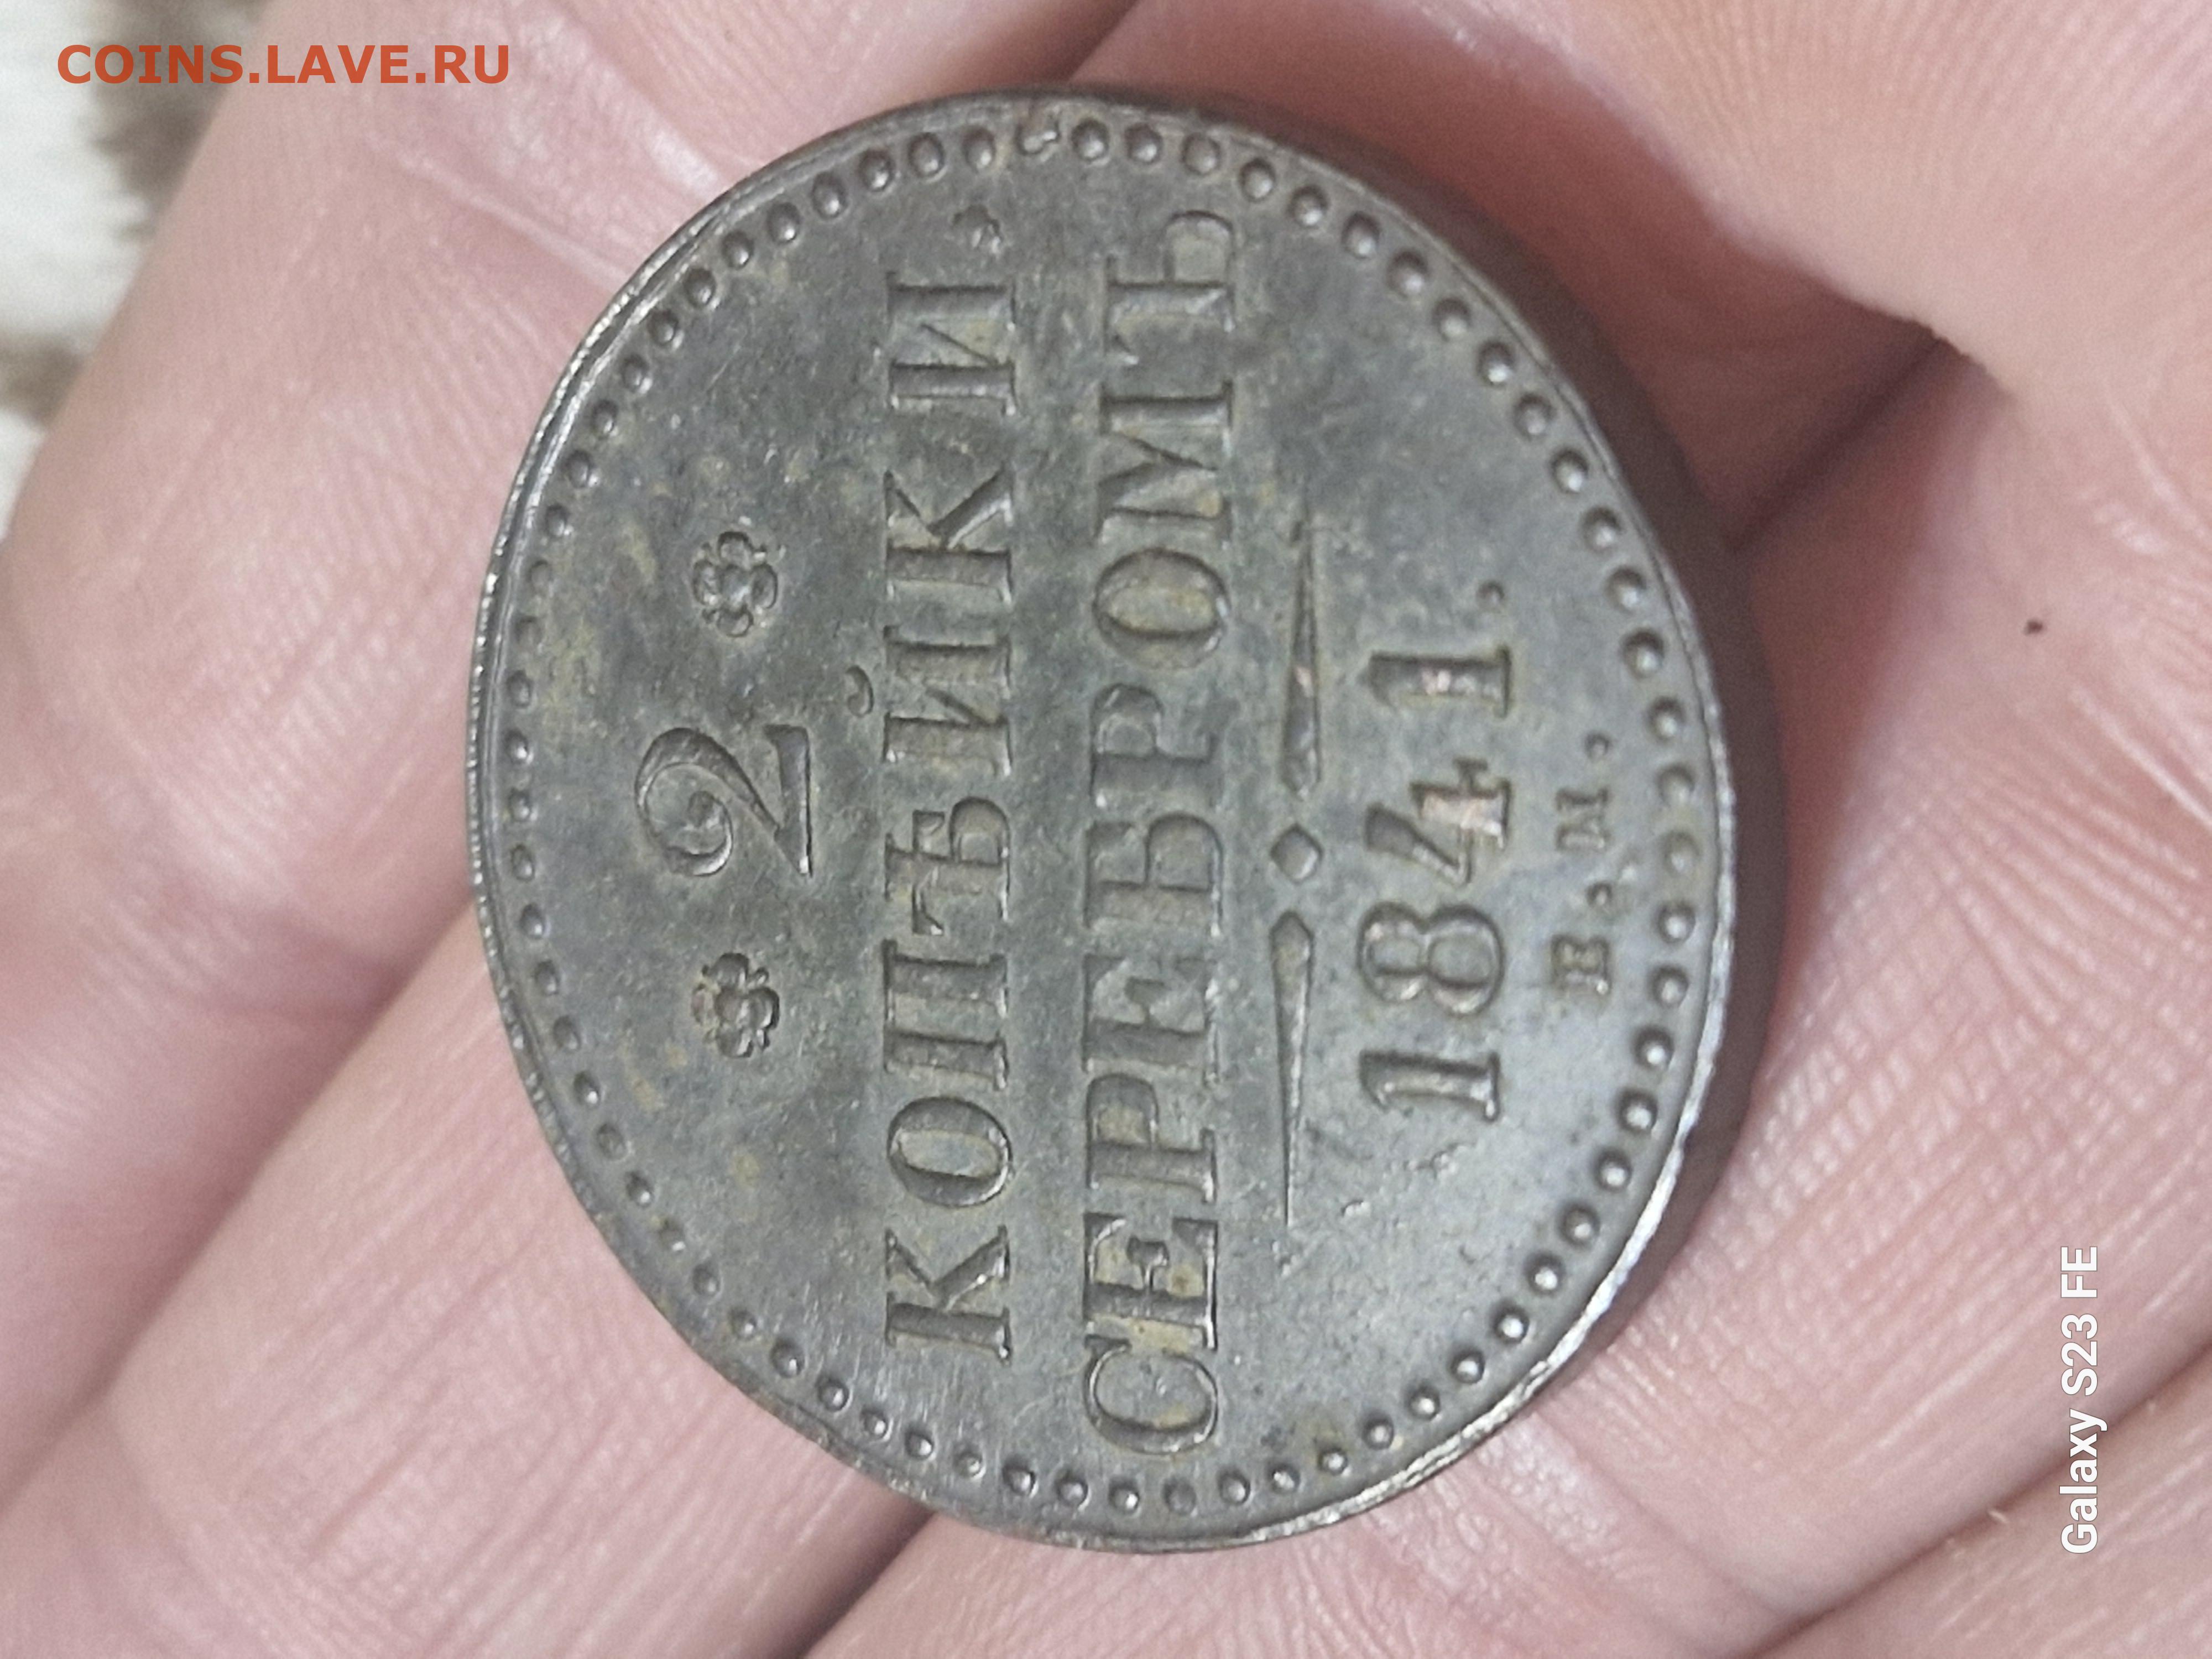 COINS.LAVE.RU
2
КОПѢЙКИ
СЕРЕБРОМЪ
1841.
Е.М.
Galaxy S23 FE